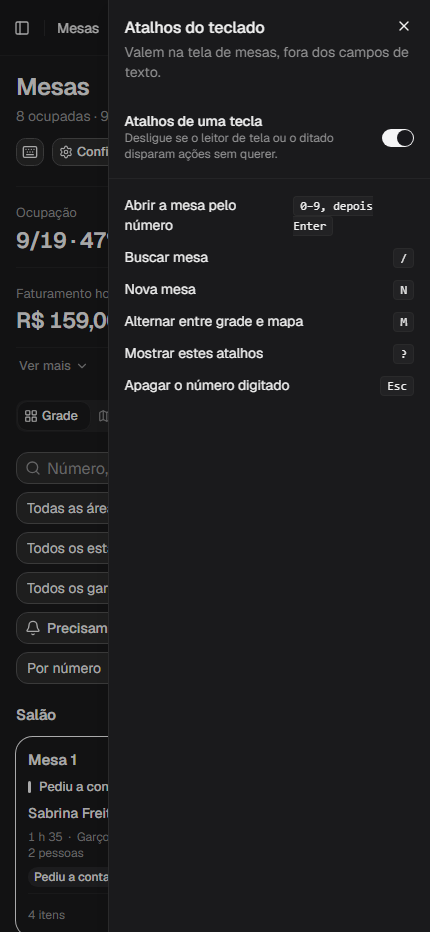 Mesas
Atalhos do teclado
Valem na tela de mesas, fora dos campos de
texto.
Mesas
8 ocupadas · 9
Confi
Atalhos de uma tecla
Desligue se o leitor de tela ou o ditado
disparam ações sem querer.
Ocupação
9/19 · 47
Faturamento ho
R$ 159,0
Ver mais
Grade
Abrir a mesa pelo
número
0–9, depois
Enter
Buscar mesa
/
Nova mesa
N
Alternar entre grade e mapa
M
Mostrar estes atalhos
?
Apagar o número digitado
Esc
Número,
Todas as áre
Todos os est
Todos os gar
Precisam
Por número
Salão
Mesa 1
Pediu a con
Sabrina Freit
1 h 35 · Garço
2 pessoas
Pediu a conta
4 itens